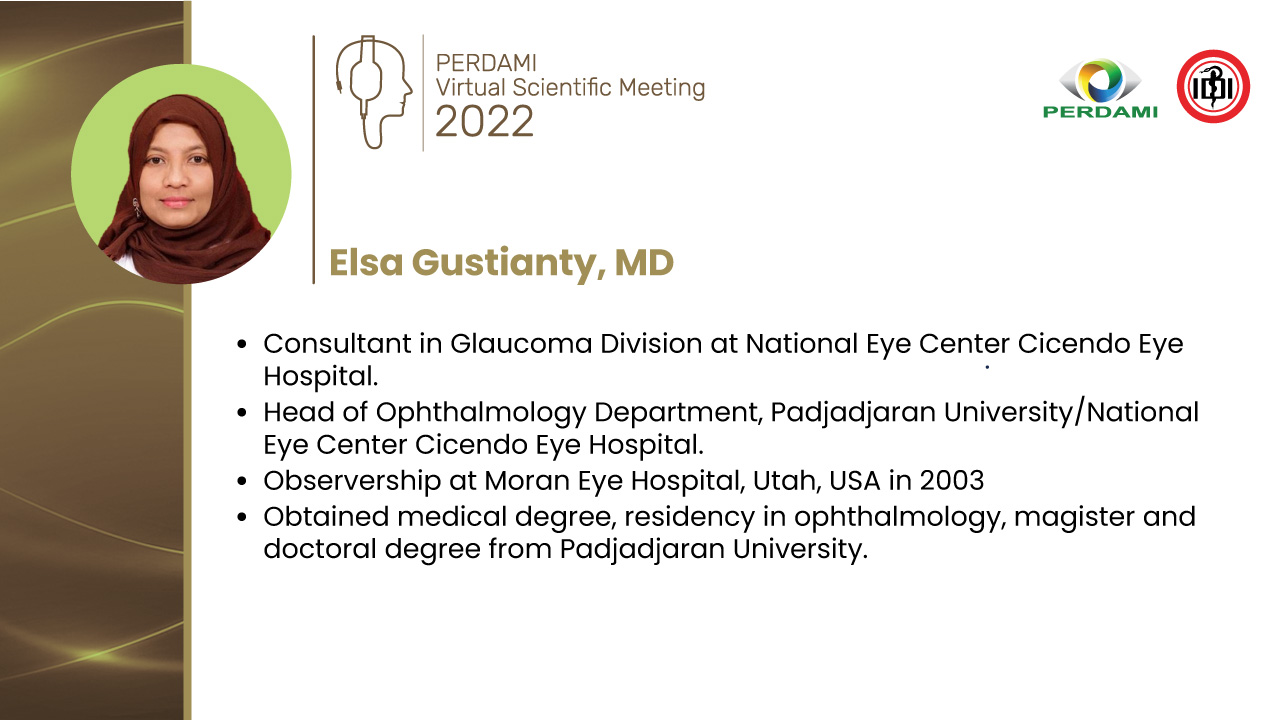 PERDAMI
Virtual Scientific Meeting
2022
PERDAMI
IDI
Elsa Gustianty, MD
• Consultant in Glaucoma Division at National Eye Center Cicendo Eye
Hospital.
• Head of Ophthalmology Department, Padjadjaran University/National
Eye Center Cicendo Eye Hospital.
• Observership at Moran Eye Hospital, Utah, USA in 2003
• Obtained medical degree, residency in ophthalmology, magister and
doctoral degree from Padjadjaran University.